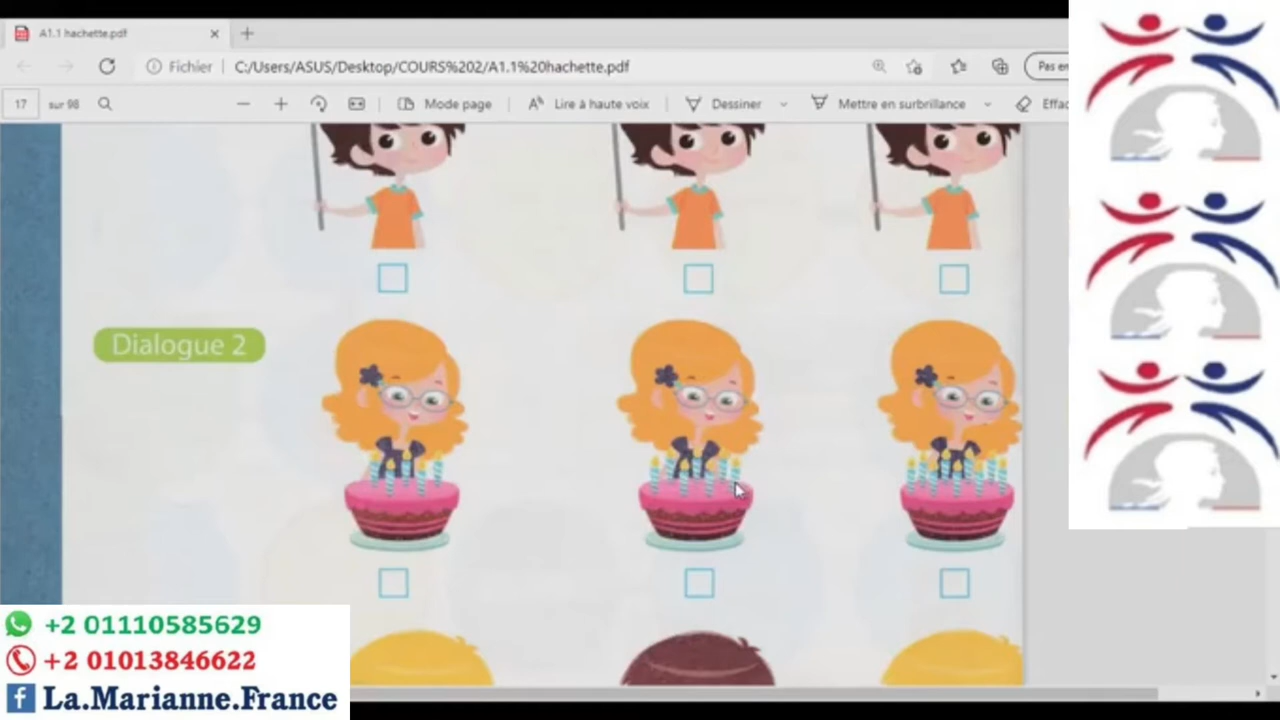 A1.1 hachette.pdf
Fichier
C:/Users/ASUS/Desktop/COURS%202/A1.1%20hachette.pdf
Pas en
17 sur 98
Mode page
Lire à haute voix
Dessiner
Mettre en surbrillance
Effac
Dialogue 2
+2 01110585629
+2 01013846622
La.Marianne.France